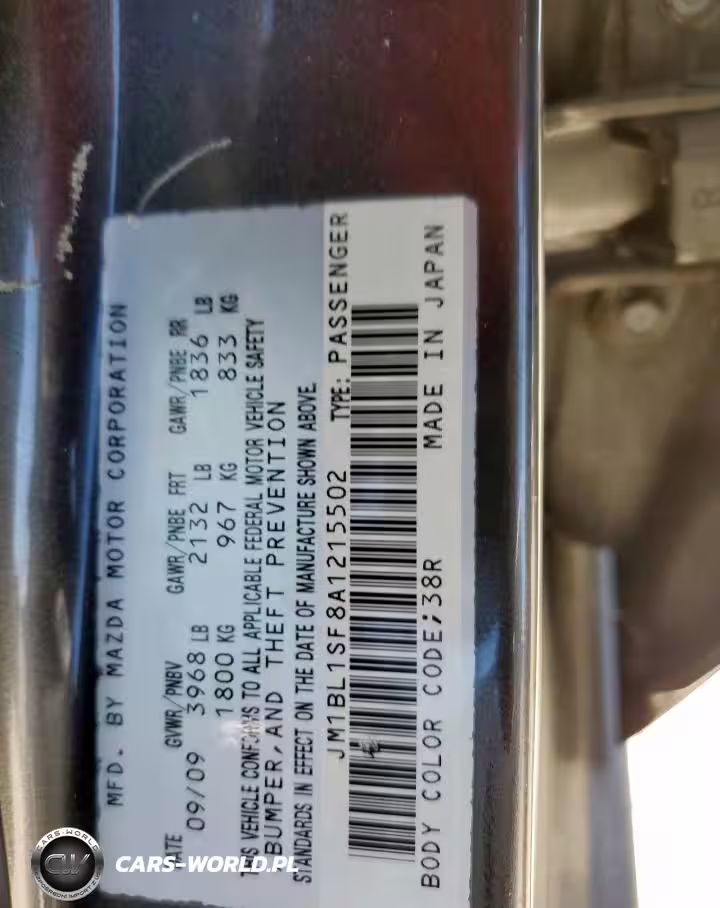 MFD. BY MAZDA MOTOR CORPORATION
DATE GVWR/PNBV GAWR/PNBE FRT GAWR/PNBE RR
09/09 3968 LB 2132 LB 1836 LB
1800 KG 967 KG 833 KG
THIS VEHICLE CONFORMS TO ALL APPLICABLE FEDERAL MOTOR VEHICLE SAFETY
BUMPER, AND THEFT PREVENTION
STANDARDS IN EFFECT ON THE DATE OF MANUFACTURE SHOWN ABOVE.
JM1BL1SF8A1215502 TYPE: PASSENGER
BODY COLOR CODE;38R MADE IN JAPAN
CARS-WORLD
CW
CARS-WORLD.PL